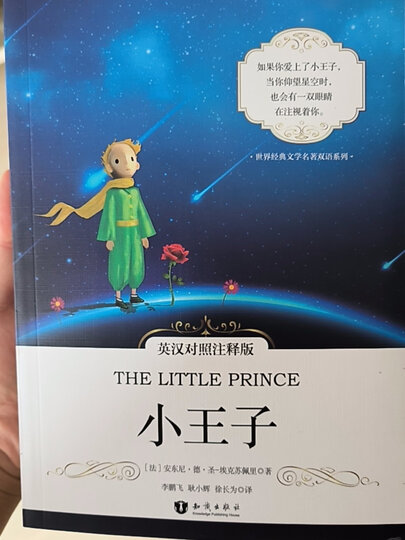 如果你爱上了小王子,
当你仰望星空时,
也会有一双眼睛
在注视着你。
·世界经典文学名著双语系列·
英汉对照注释版
THE LITTLE PRINCE
小王子
［法］安东尼·德·圣-埃克苏佩里 著
李鹏飞 耿小辉 徐长为 译
知识出版社
Knowledge Publishing House